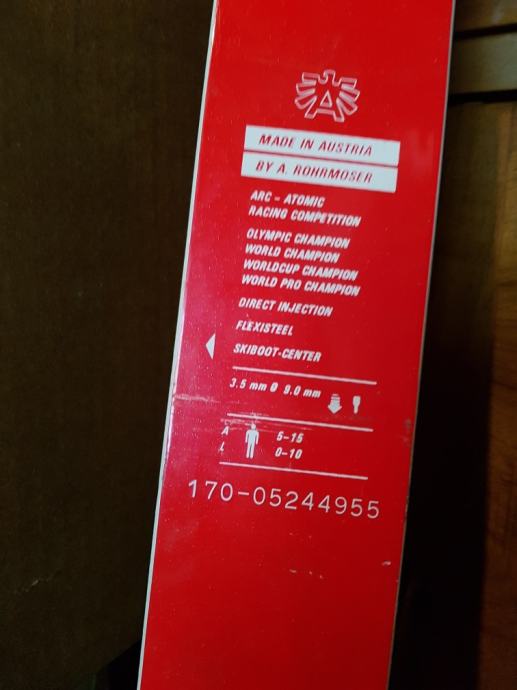 A
MADE IN AUSTRIA
BY A. ROHRMOSER
ARC - ATOMIC
RACING COMPETITION
OLYMPIC CHAMPION
WORLD CHAMPION
WORLDCUP CHAMPION
WORLD PRO CHAMPION
DIRECT INJECTION
FLEXISTEEL
SKIBOOT-CENTER
3.5 mm Ø 9.0 mm
A 5-15
L 0-10
170-05244955